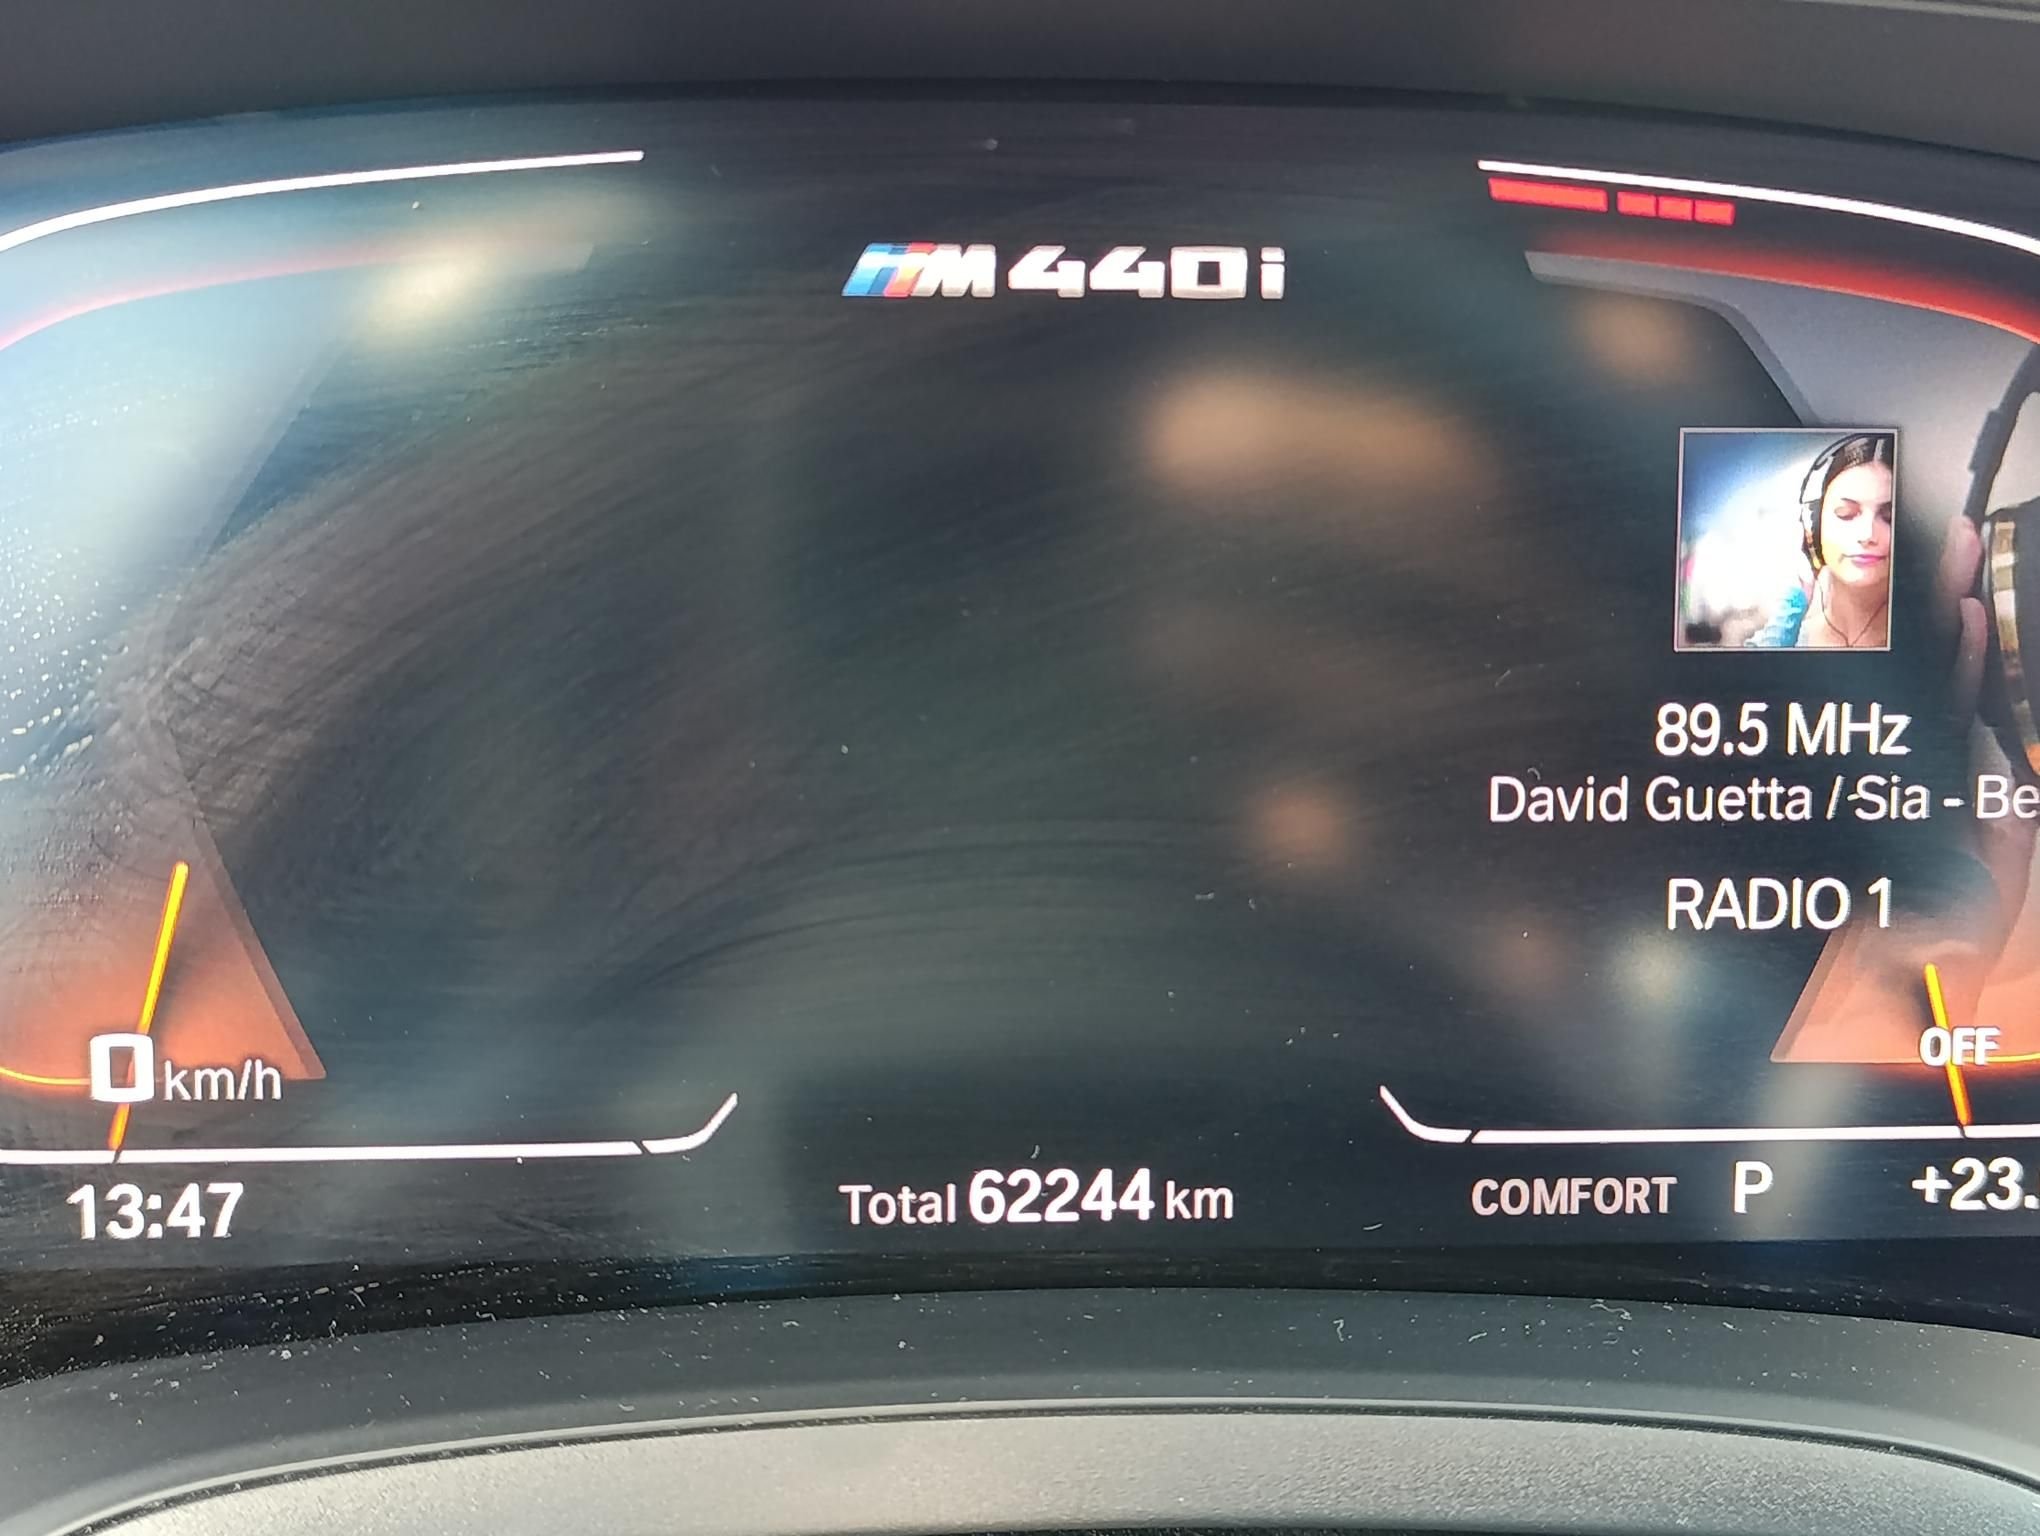 M M440i
89.5 MHz
David Guetta / Sia - Be
RADIO 1
OFF
0 km/h
13:47
Total 62244 km
COMFORT P +23.